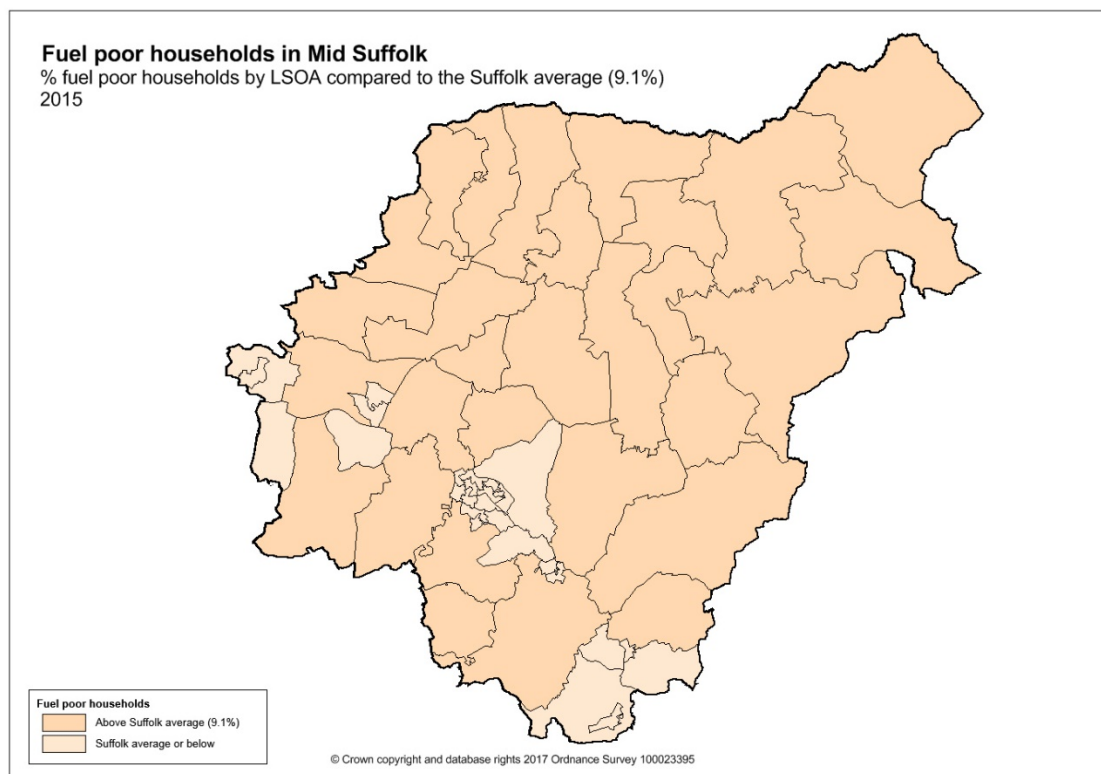 Fuel poor households in Mid Suffolk
% fuel poor households by LSOA compared to the Suffolk average (9.1%)
2015
Fuel poor households
Above Suffolk average (9.1%)
Suffolk average or below
© Crown copyright and database rights 2017 Ordnance Survey 100023395